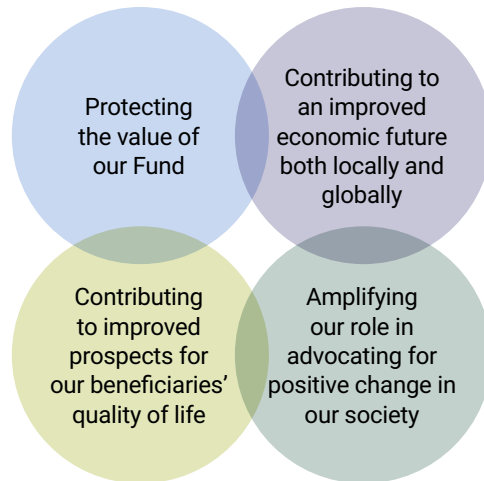 Protecting
the value of
our Fund
Contributing to
an improved
economic future
both locally and
globally
Contributing
to improved
prospects for
our beneficiaries’
quality of life
Amplifying
our role in
advocating for
positive change in
our society